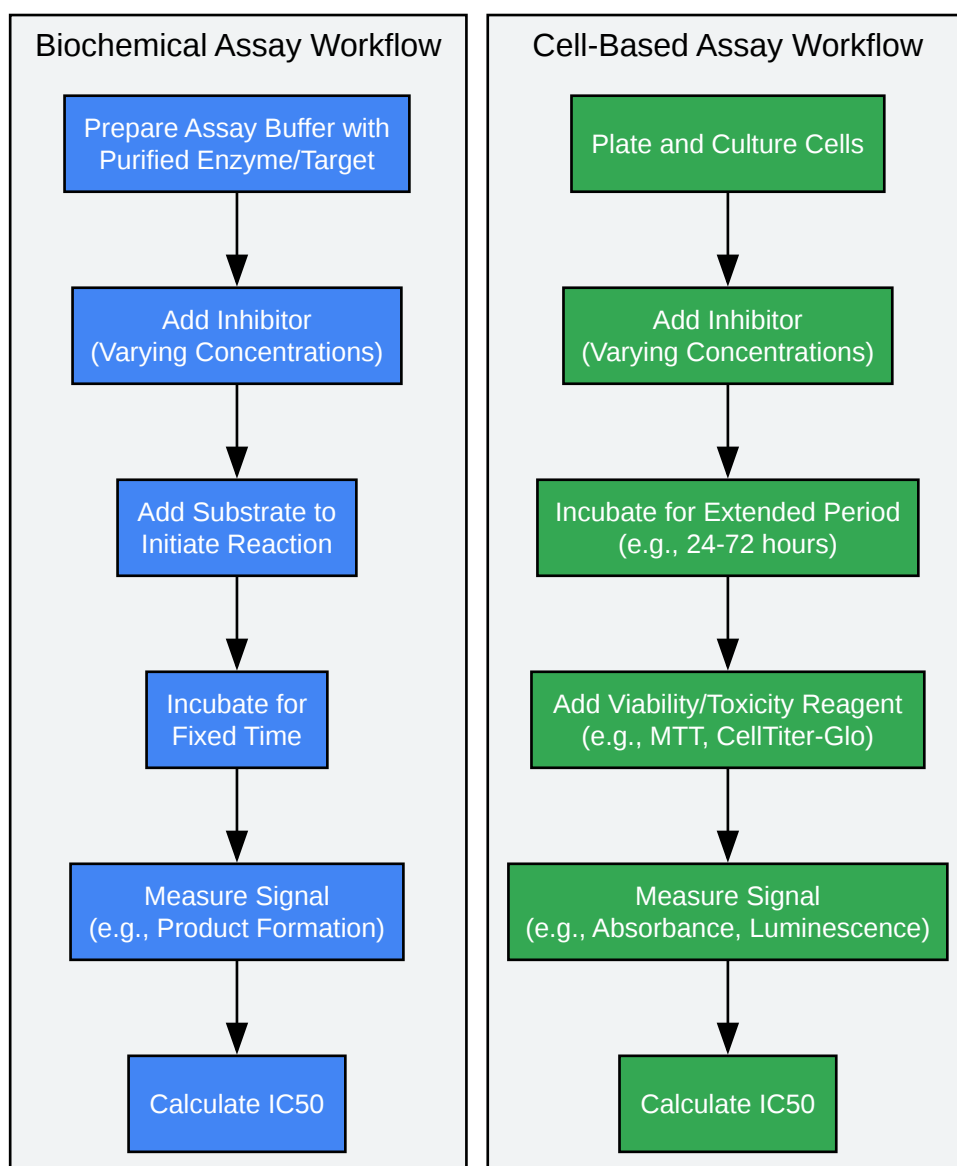 Biochemical Assay Workflow
Prepare Assay Buffer with
Purified Enzyme/Target
Add Inhibitor
(Varying Concentrations)
Add Substrate to
Initiate Reaction
Incubate for
Fixed Time
Measure Signal
(e.g., Product Formation)
Calculate IC50
Cell-Based Assay Workflow
Plate and Culture Cells
Add Inhibitor
(Varying Concentrations)
Incubate for Extended Period
(e.g., 24-72 hours)
Add Viability/Toxicity Reagent
(e.g., MTT, CellTiter-Glo)
Measure Signal
(e.g., Absorbance, Luminescence)
Calculate IC50